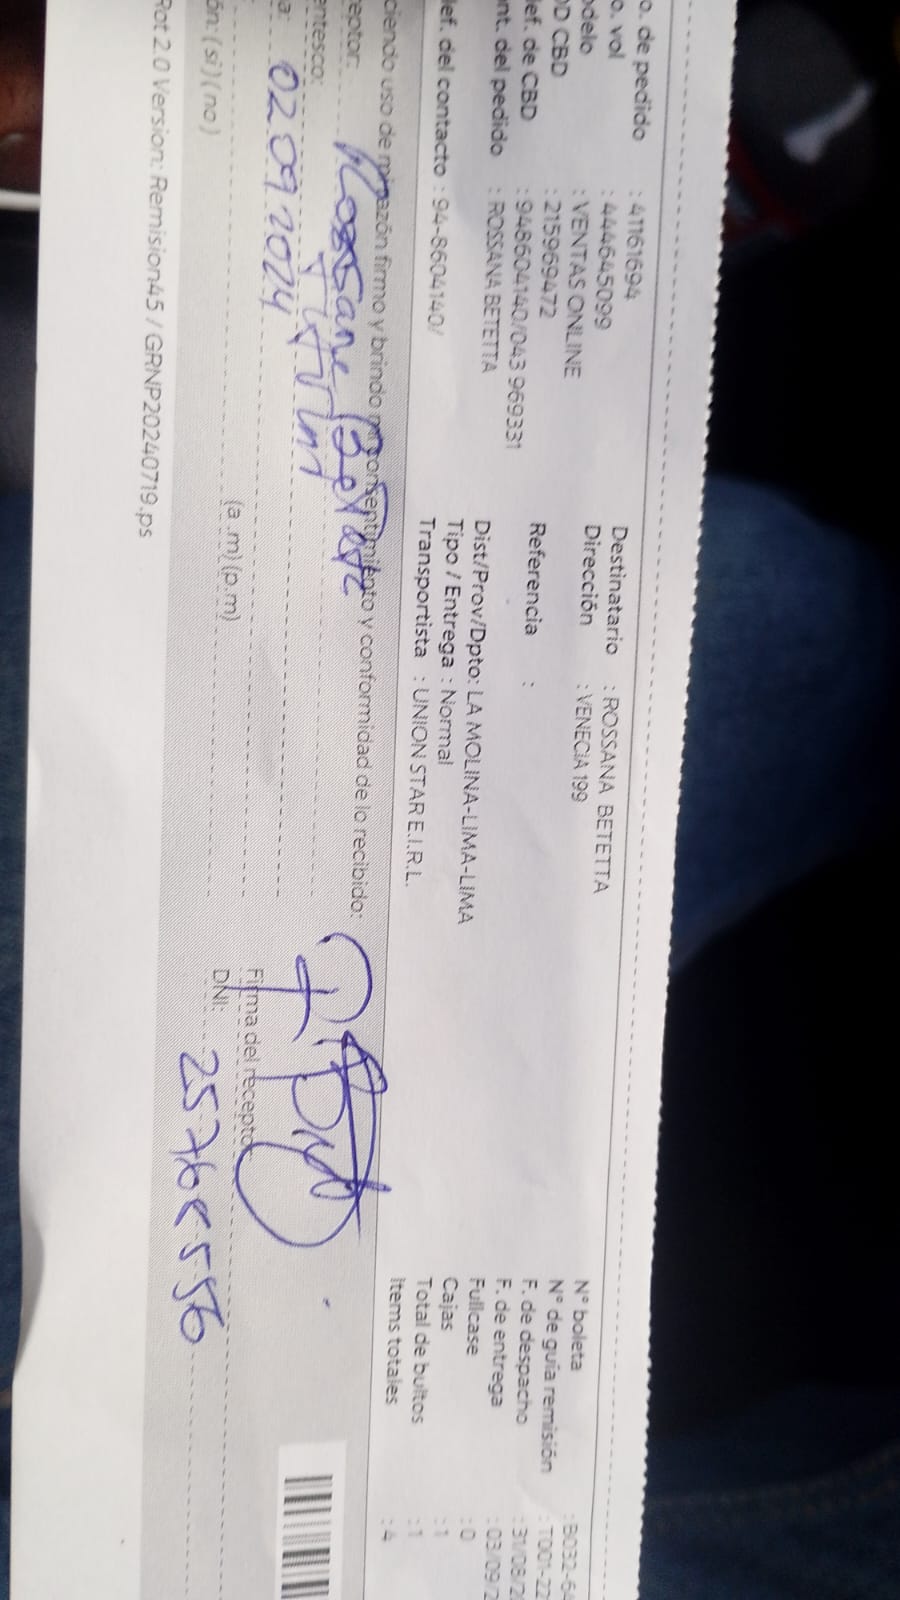 o. de pedido : 41161694
o. vol : 444645099
odelo : VENTAS ONLINE
OD CBD : 215969472
ef. de CBD : 948604140/043 969331
nt. del pedido : ROSSANA BETETTA
ef. del contacto : 94-8604140/
Destinatario : ROSSANA BETETTA
Dirección : VENECIA 199
Referencia :
Dist/Prov/Dpto: LA MOLINA-LIMA-LIMA
Tipo / Entrega : Normal
Transportista : UNION STAR E.I.R.L.
N° boleta : B032-64
N° de guía remisión : T001-22
F. de despacho : 31/08/2
F. de entrega : 03/09/2
Fullcase : 0
Cajas : 1
Total de bultos : 1
Items totales : 4
ciendo uso de mi razón firmo y brindo mi consentimiento y conformidad de lo recibido:
eptor:
entesco: Titular
a: 02 09 2024
(a.m) (p.m)
ón: (si) (no)
Firma del recepto
DNI:
Rot 2.0 Version: Remision45 / GRNP20240719.ps